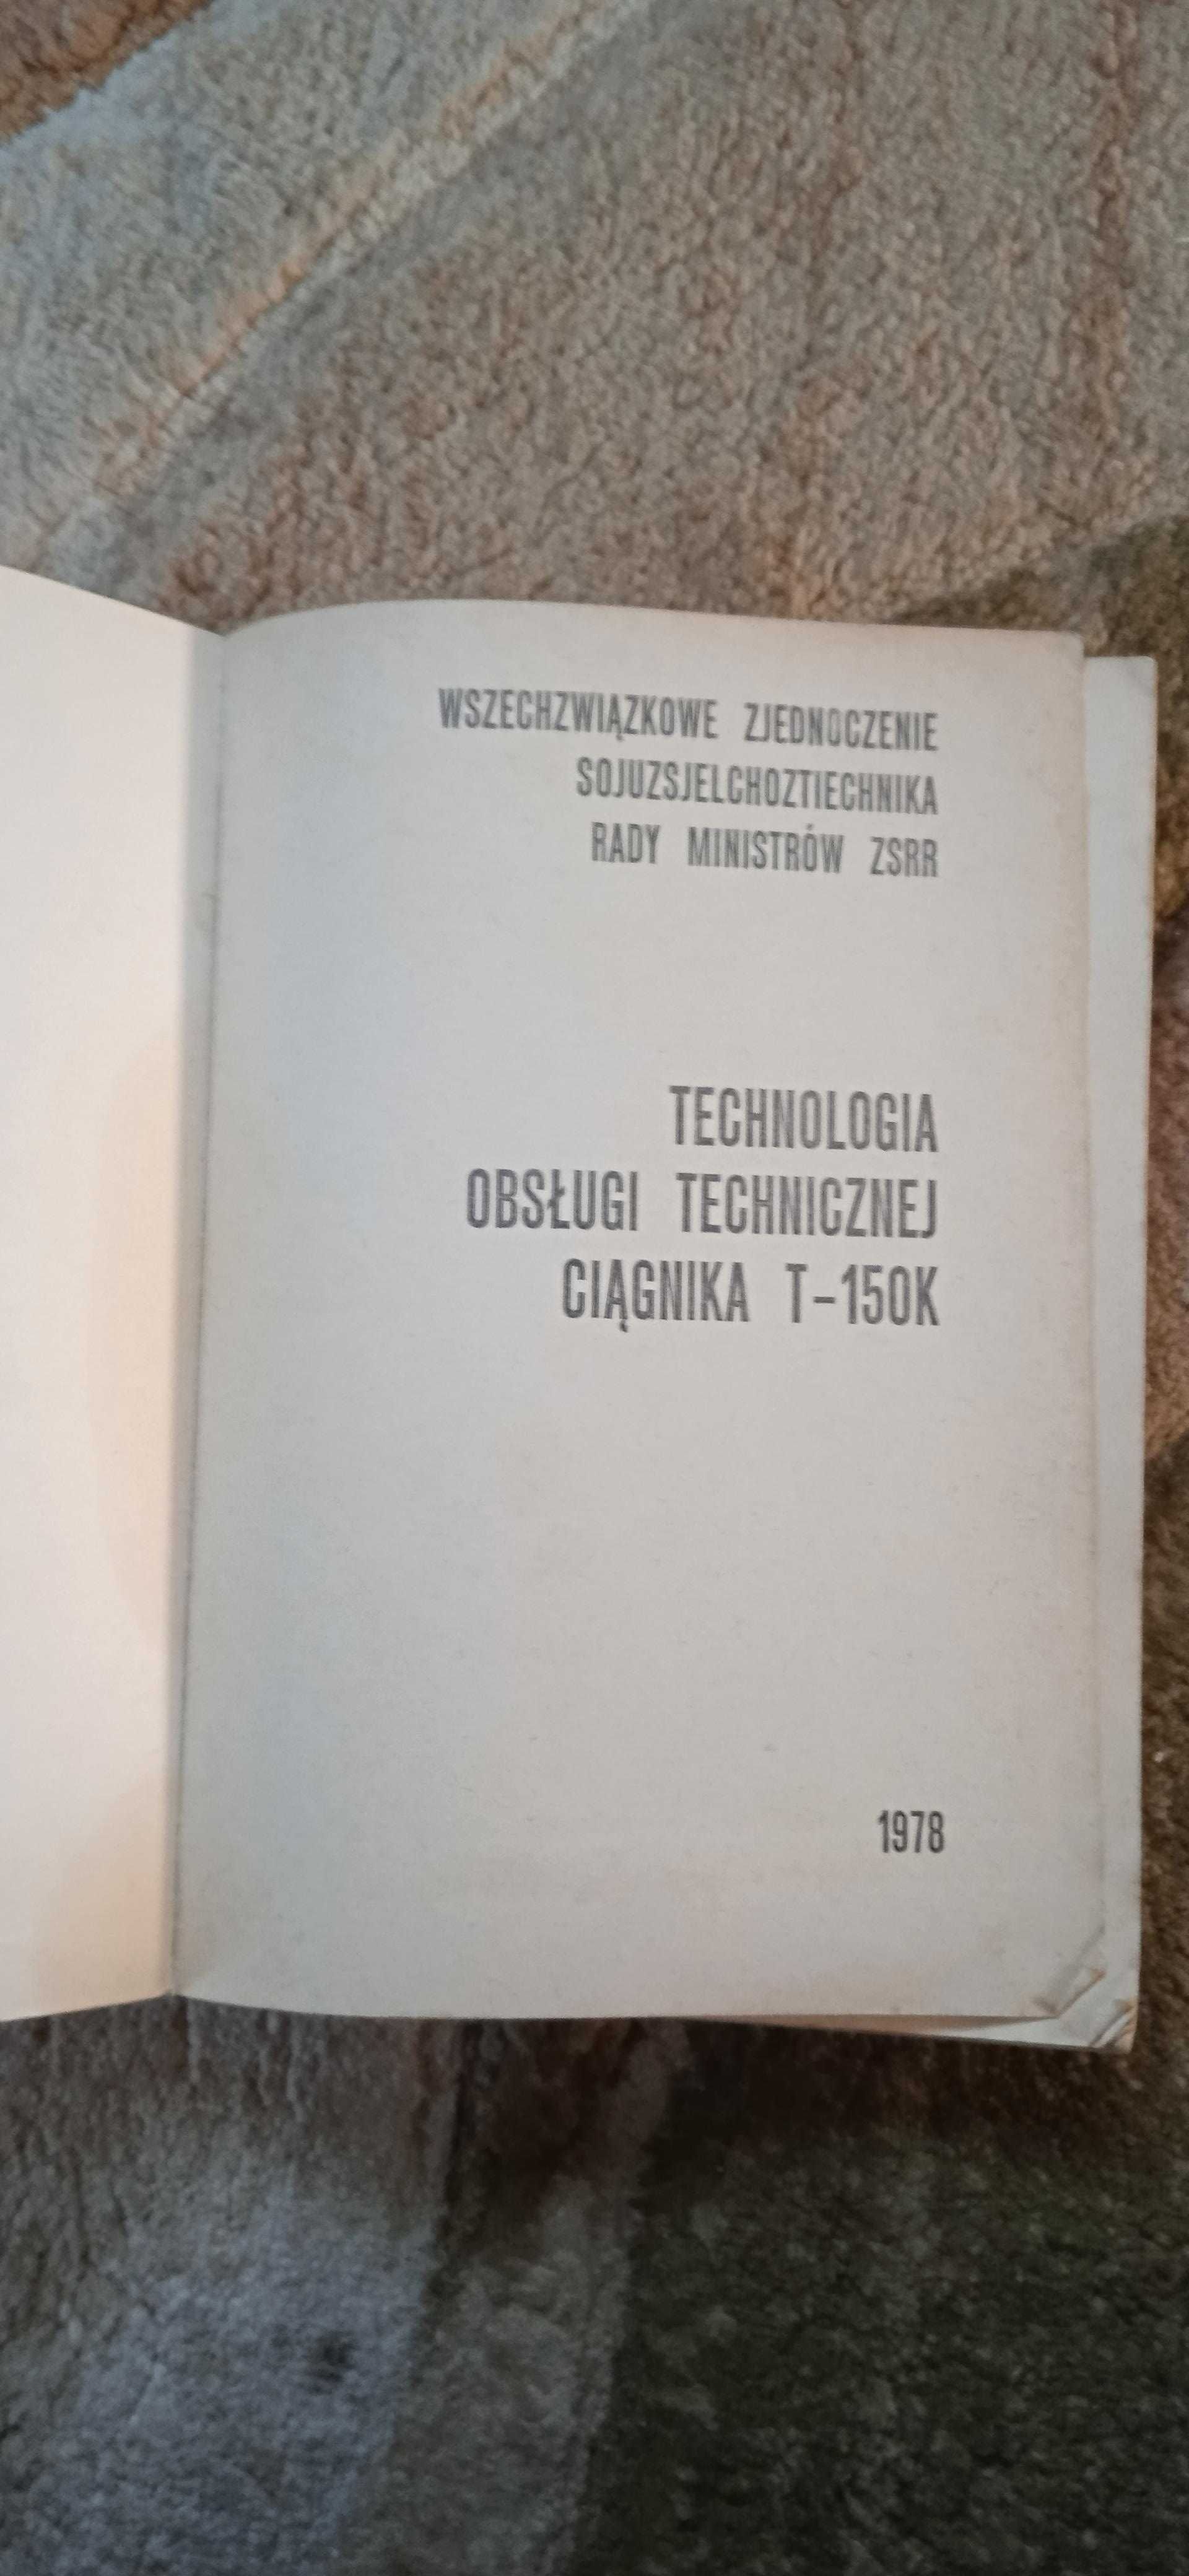 WSZECHZWIĄZKOWE ZJEDNOCZENIE
SOJUZSJELCHOZTIECHNIKA
RADY MINISTRÓW ZSRR
TECHNOLOGIA
OBSŁUGI TECHNICZNEJ
CIĄGNIKA T-150K
1978